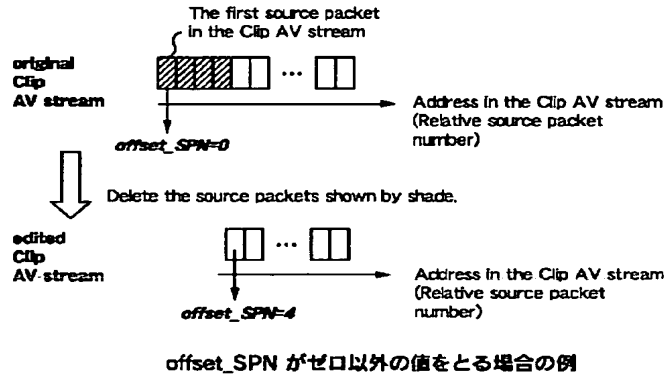 The first source packet
in the Clip AV stream
original
Clip
AV stream
...
Address in the Clip AV stream
(Relative source packet
number)
offset_SPN=0
Delete the source packets shown by shade.
edited
Clip
AV-stream
...
Address in the Clip AV stream
(Relative source packet
number)
offset_SPN=4
offset_SPN がゼロ以外の値をとる場合の例